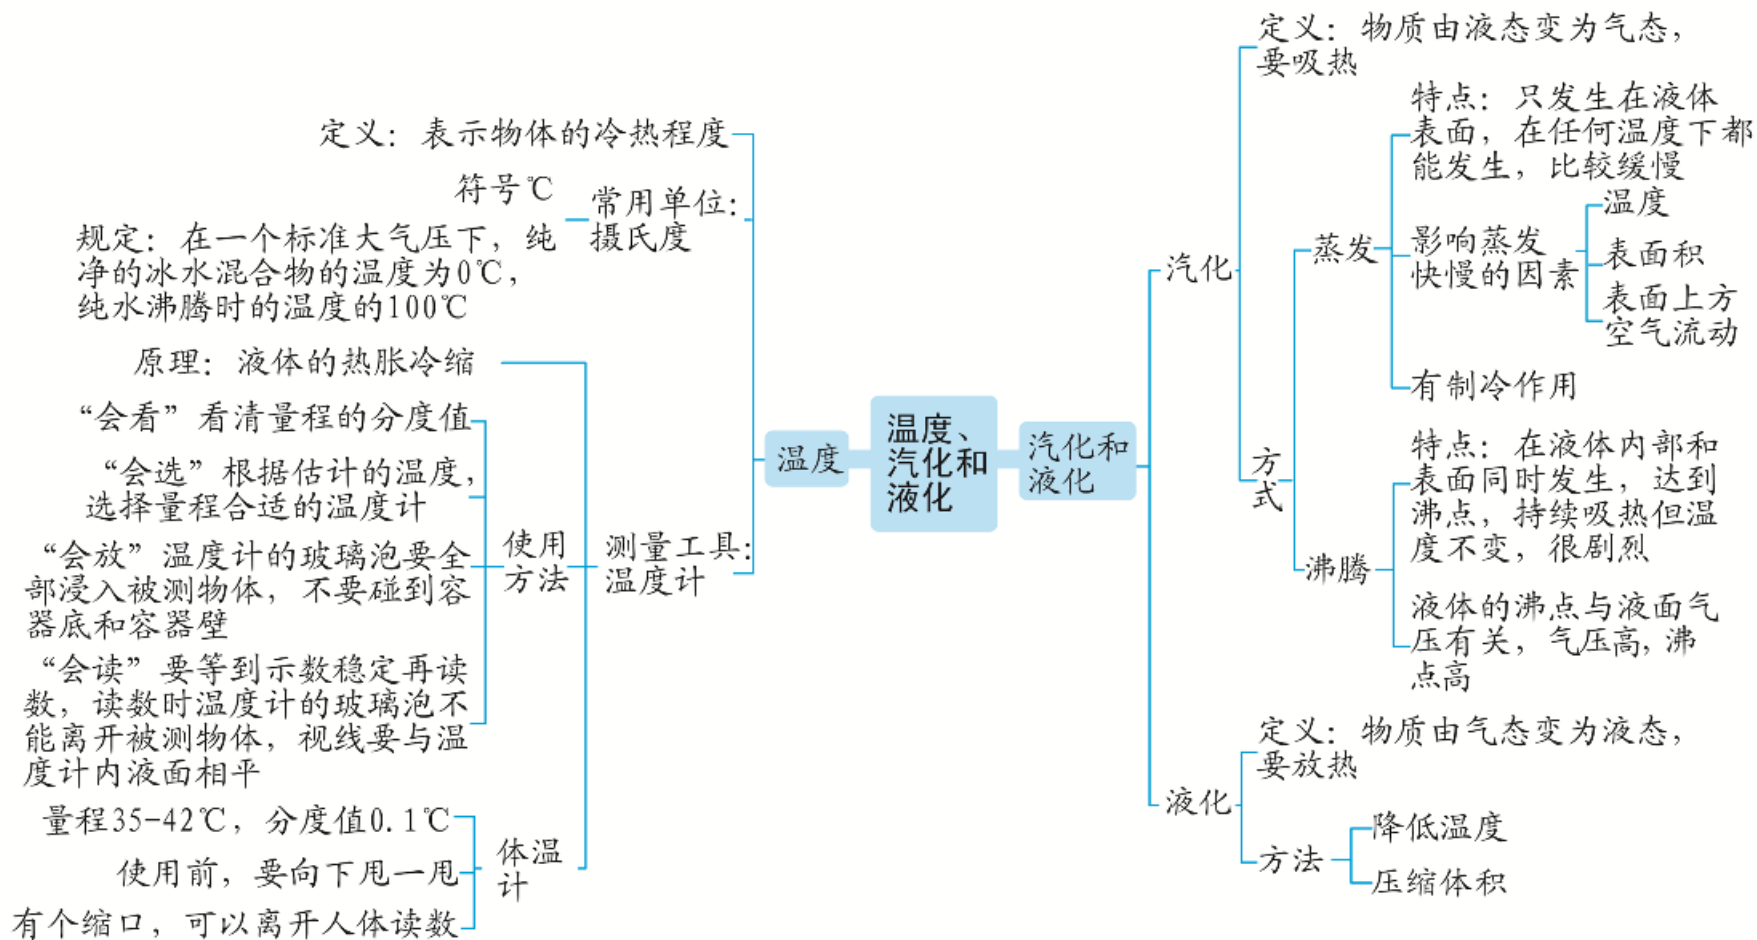 温度、
汽化和
液化
温度
定义：表示物体的冷热程度
常用单位：
摄氏度
符号℃
规定：在一个标准大气压下，纯
净的冰水混合物的温度为0℃，
纯水沸腾时的温度的100℃
测量工具：
温度计
原理：液体的热胀冷缩
使用
方法
“会看”看清量程的分度值
“会选”根据估计的温度，
选择量程合适的温度计
“会放”温度计的玻璃泡要全
部浸入被测物体，不要碰到容
器底和容器壁
“会读”要等到示数稳定再读
数，读数时温度计的玻璃泡不
能离开被测物体，视线要与温
度计内液面相平
体温
计
量程35-42℃，分度值0.1℃
使用前，要向下甩一甩
有个缩口，可以离开人体读数
汽化和
液化
汽化
定义：物质由液态变为气态，
要吸热
方
式
蒸发
特点：只发生在液体
表面，在任何温度下都
能发生，比较缓慢
影响蒸发
快慢的因素
温度
表面积
表面上方
空气流动
有制冷作用
沸腾
特点：在液体内部和
表面同时发生，达到
沸点，持续吸热但温
度不变，很剧烈
液体的沸点与液面气
压有关，气压高，沸
点高
液化
定义：物质由气态变为液态，
要放热
方法
降低温度
压缩体积